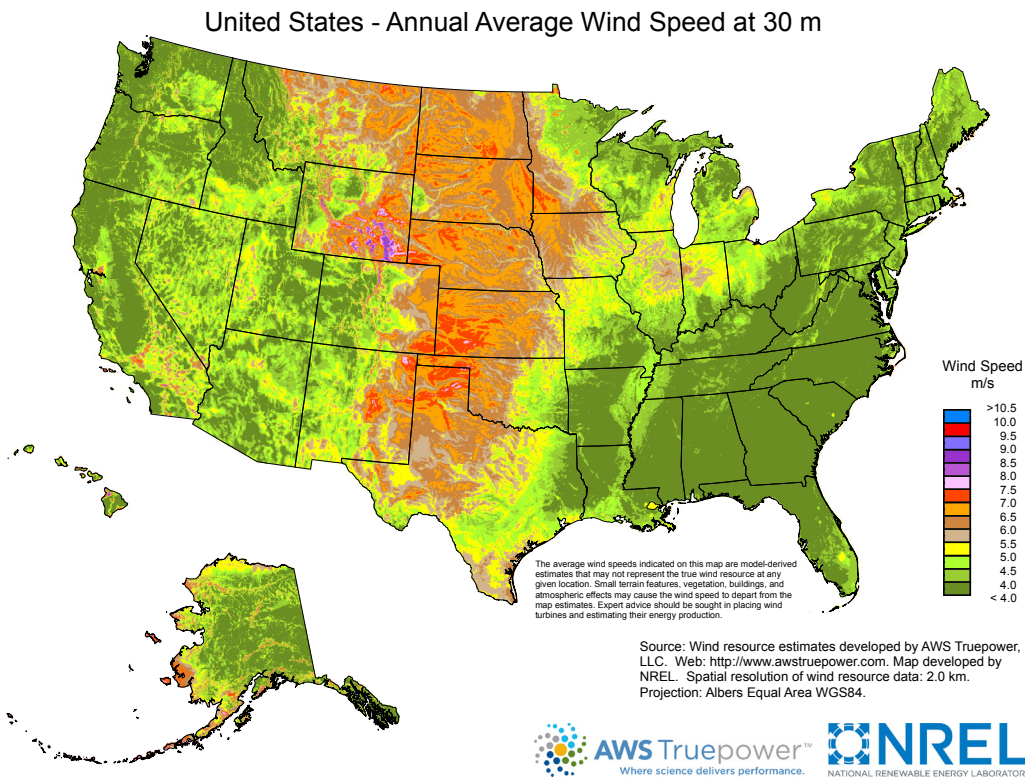 United States - Annual Average Wind Speed at 30 m
Wind Speed
m/s
>10.5
10.0
9.5
9.0
8.5
8.0
7.5
7.0
6.5
6.0
5.5
5.0
4.5
4.0
< 4.0
The average wind speeds indicated on this map are model-derived
estimates that may not represent the true wind resource at any
given location. Small terrain features, vegetation, buildings, and
atmospheric effects may cause the wind speed to depart from the
map estimates. Expert advice should be sought in placing wind
turbines and estimating their energy production.
Source: Wind resource estimates developed by AWS Truepower,
LLC. Web: http://www.awstruepower.com. Map developed by
NREL. Spatial resolution of wind resource data: 2.0 km.
Projection: Albers Equal Area WGS84.
AWS Truepower™
Where science delivers performance.
NREL
NATIONAL RENEWABLE ENERGY LABORATOR